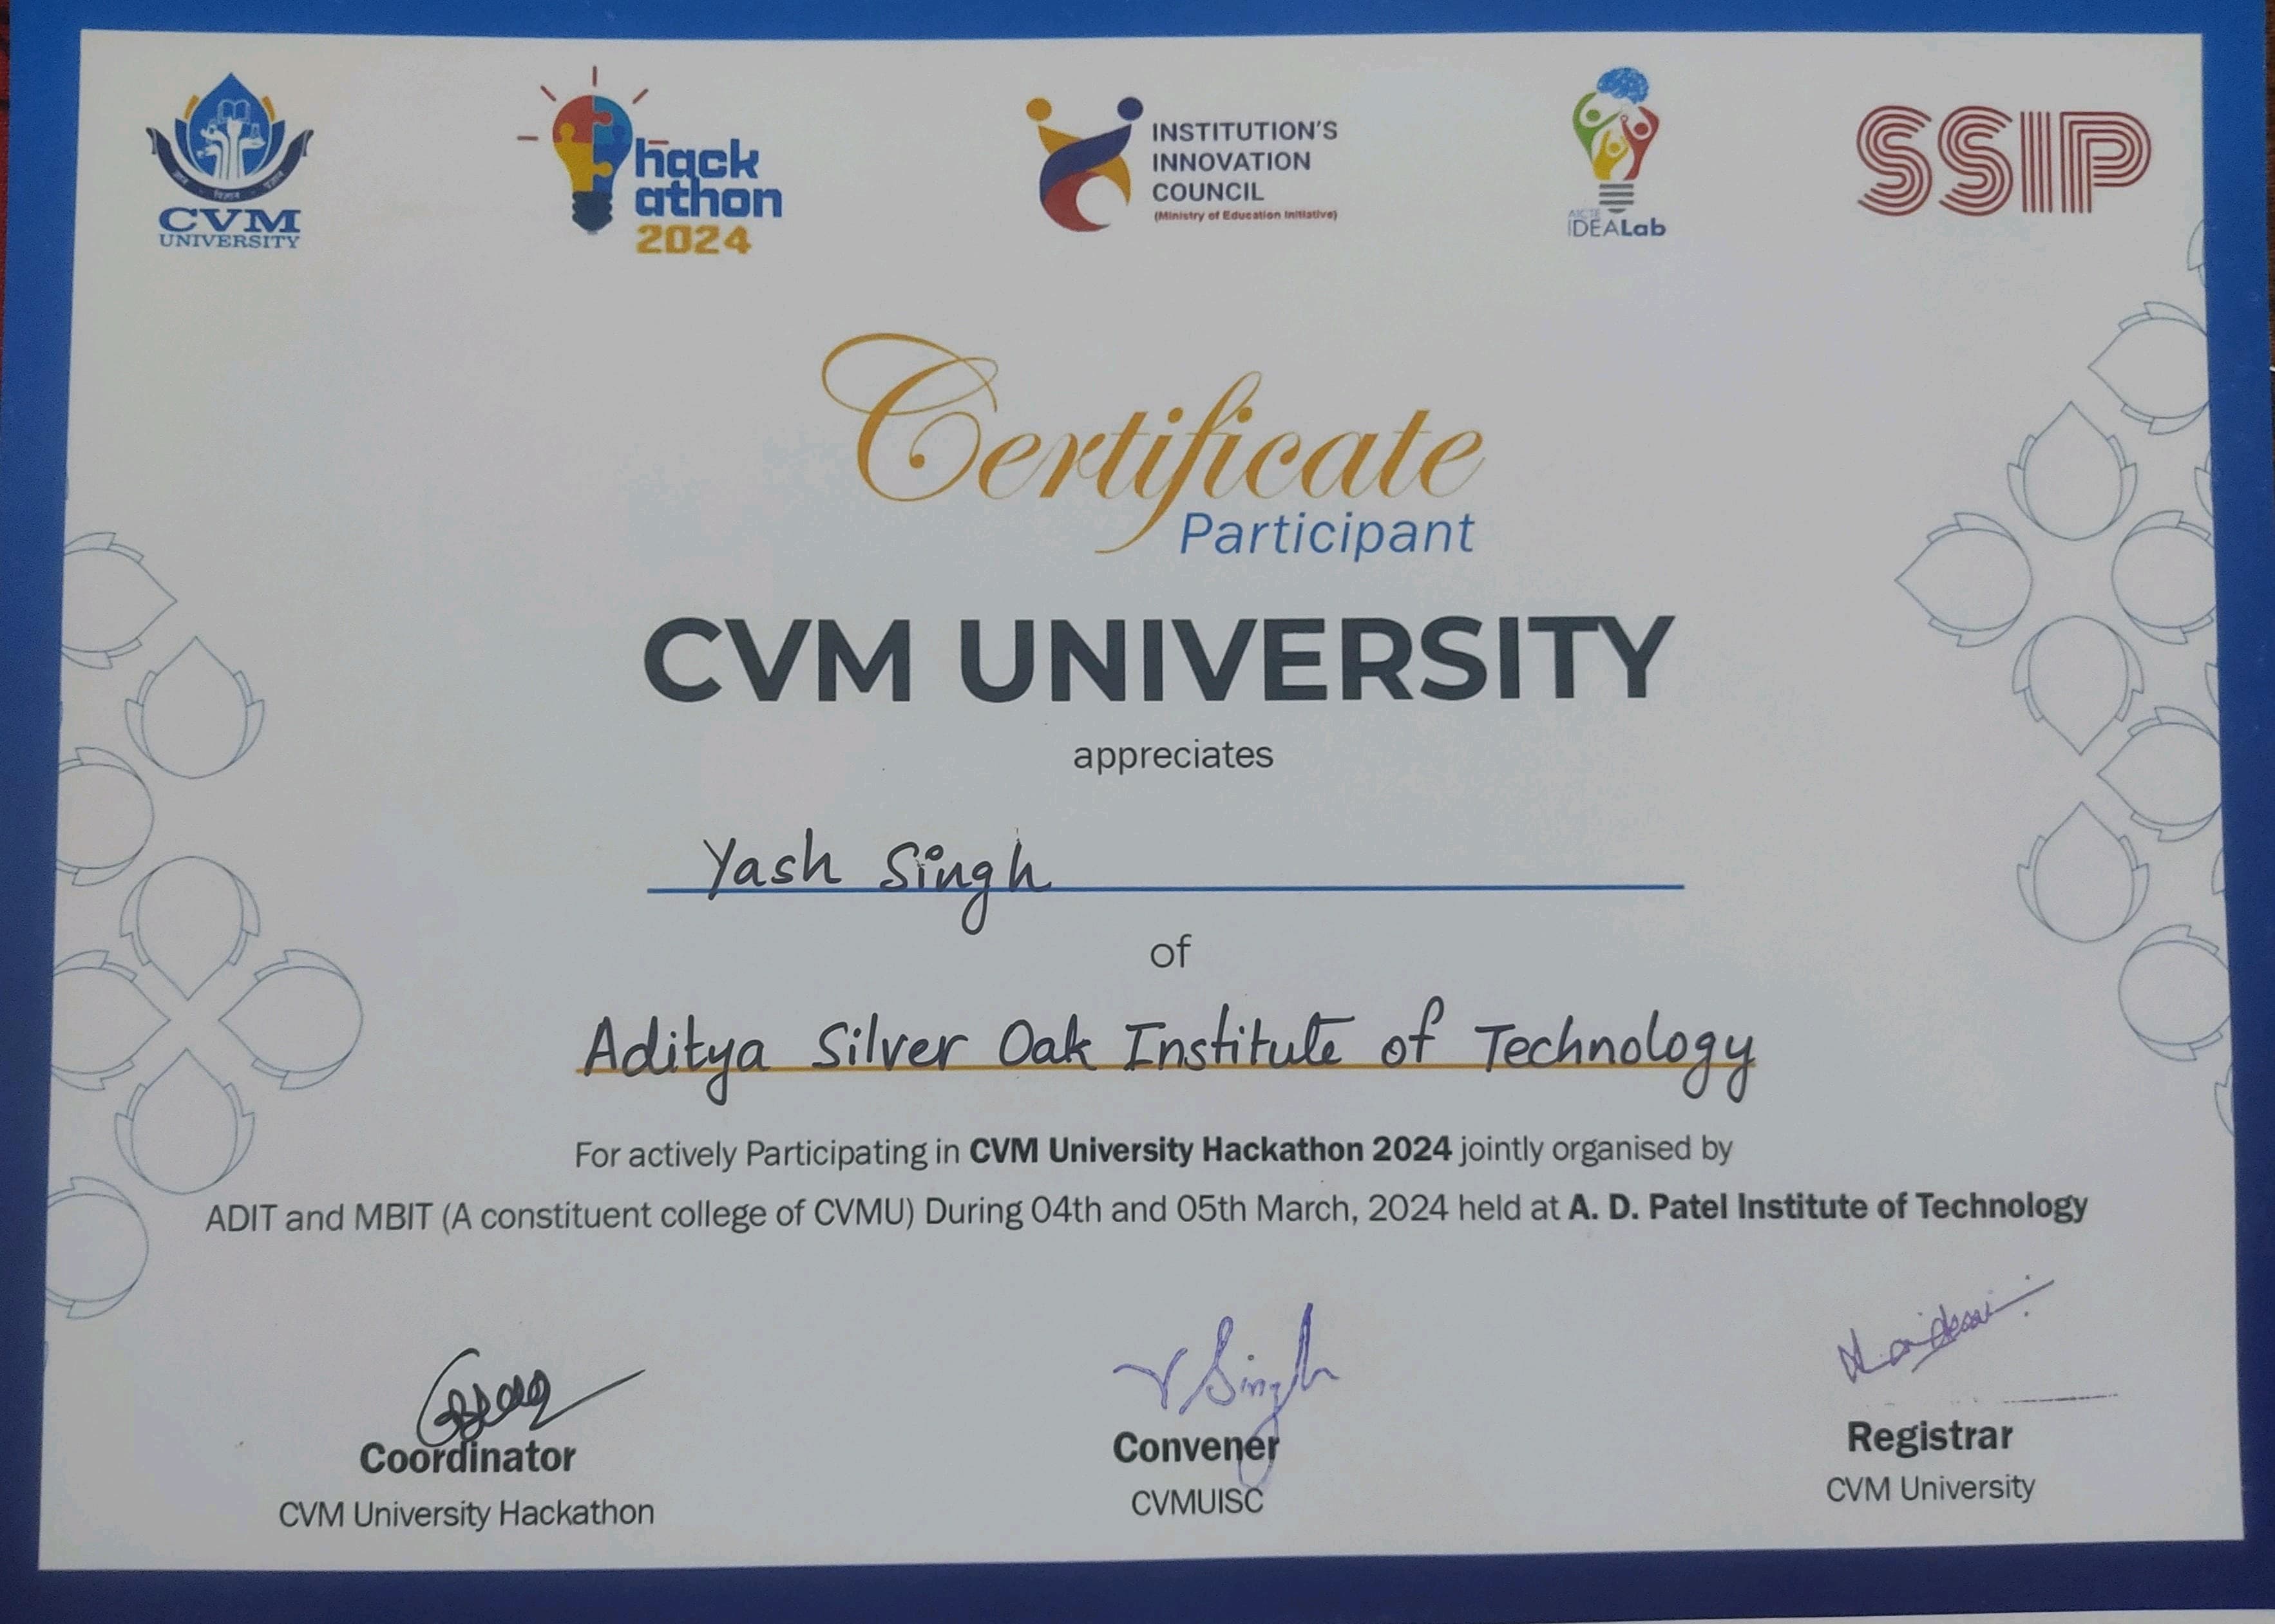 CVM
UNIVERSITY
hack
athon
2024
INSTITUTION'S
INNOVATION
COUNCIL
(Ministry of Education Initiative)
AICTE
IDEALab
SSIP
Certificate
Participant
CVM UNIVERSITY
appreciates
Yash Singh
of
Aditya Silver Oak Institute of Technology
For actively Participating in CVM University Hackathon 2024 jointly organised by
ADIT and MBIT (A constituent college of CVMU) During 04th and 05th March, 2024 held at A. D. Patel Institute of Technology
Singh
Coordinator
CVM University Hackathon
Convener
CVMUISC
Registrar
CVM University